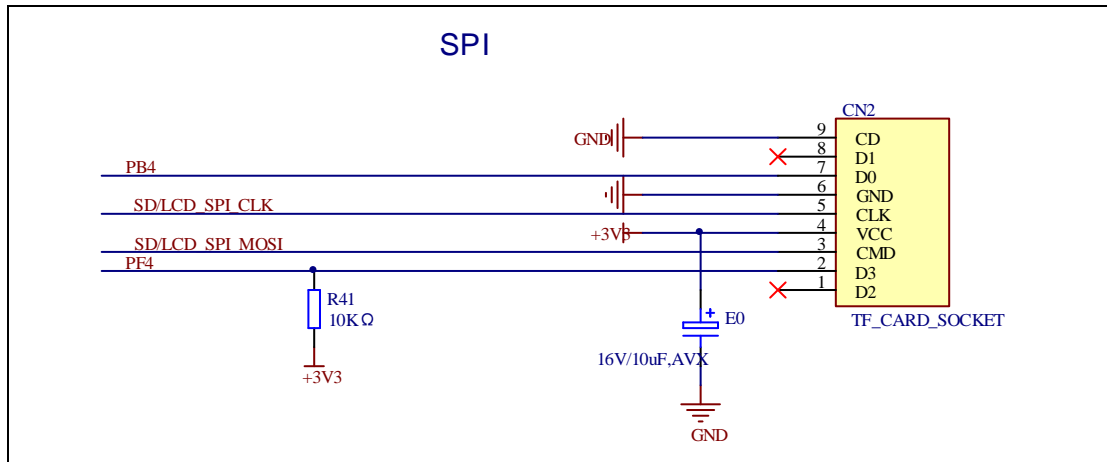 SPI
CN2
GND
9 CD
8 D1
PB4
7 D0
6 GND
SD/LCD_SPI_CLK
5 CLK
+3V3
4 VCC
SD/LCD_SPI_MOSI
3 CMD
PF4
2 D3
1 D2
R41
10KΩ
+3V3
E0
+
16V/10uF,AVX
TF_CARD_SOCKET
GND